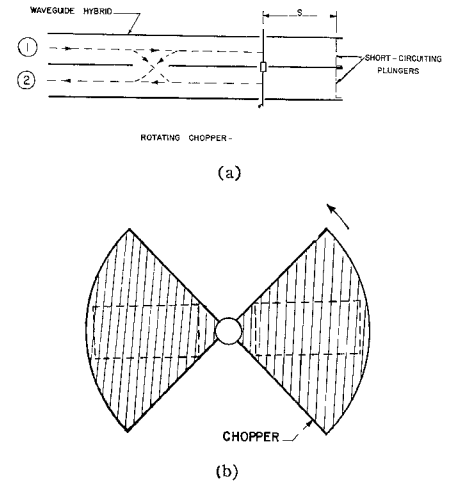 S
WAVEGUIDE HYBRID
1
2
SHORT-CIRCUITING
PLUNGERS
ROTATING CHOPPER-
(a)
CHOPPER
(b)